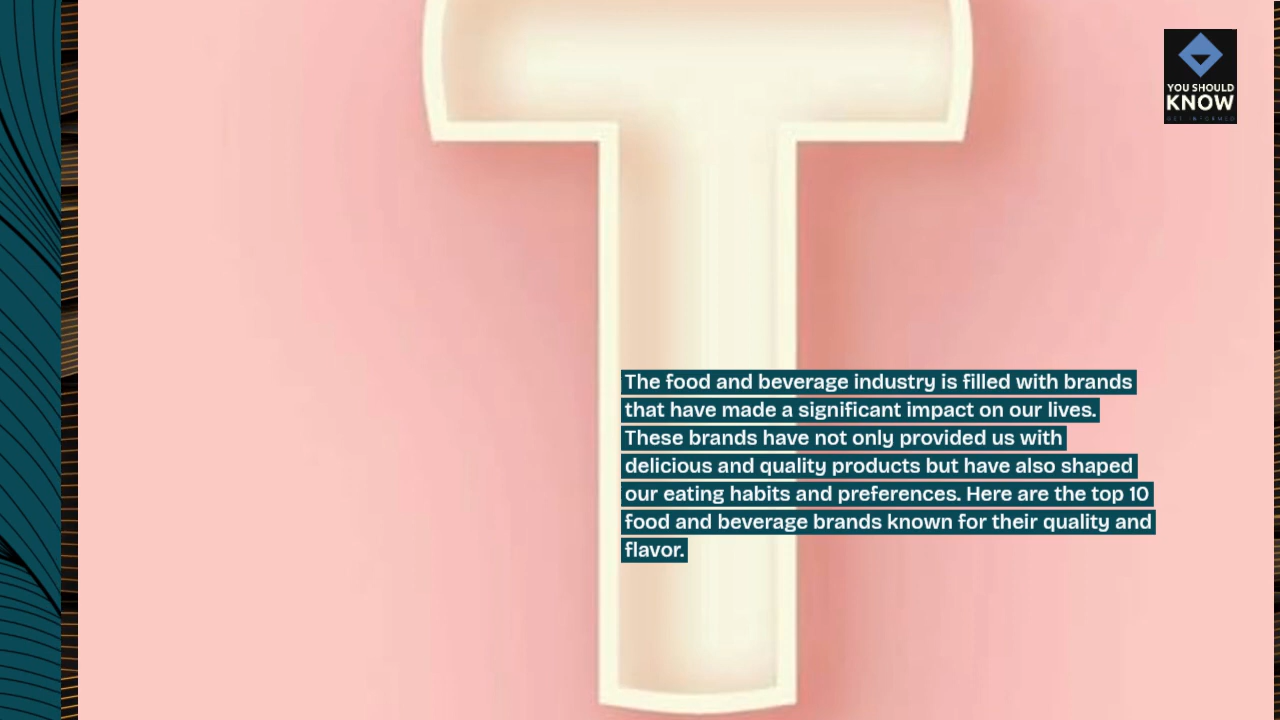 T
YOU SHOULD
KNOW
GET INFORMED
The food and beverage industry is filled with brands
that have made a significant impact on our lives.
These brands have not only provided us with
delicious and quality products but have also shaped
our eating habits and preferences. Here are the top 10
food and beverage brands known for their quality and
flavor.